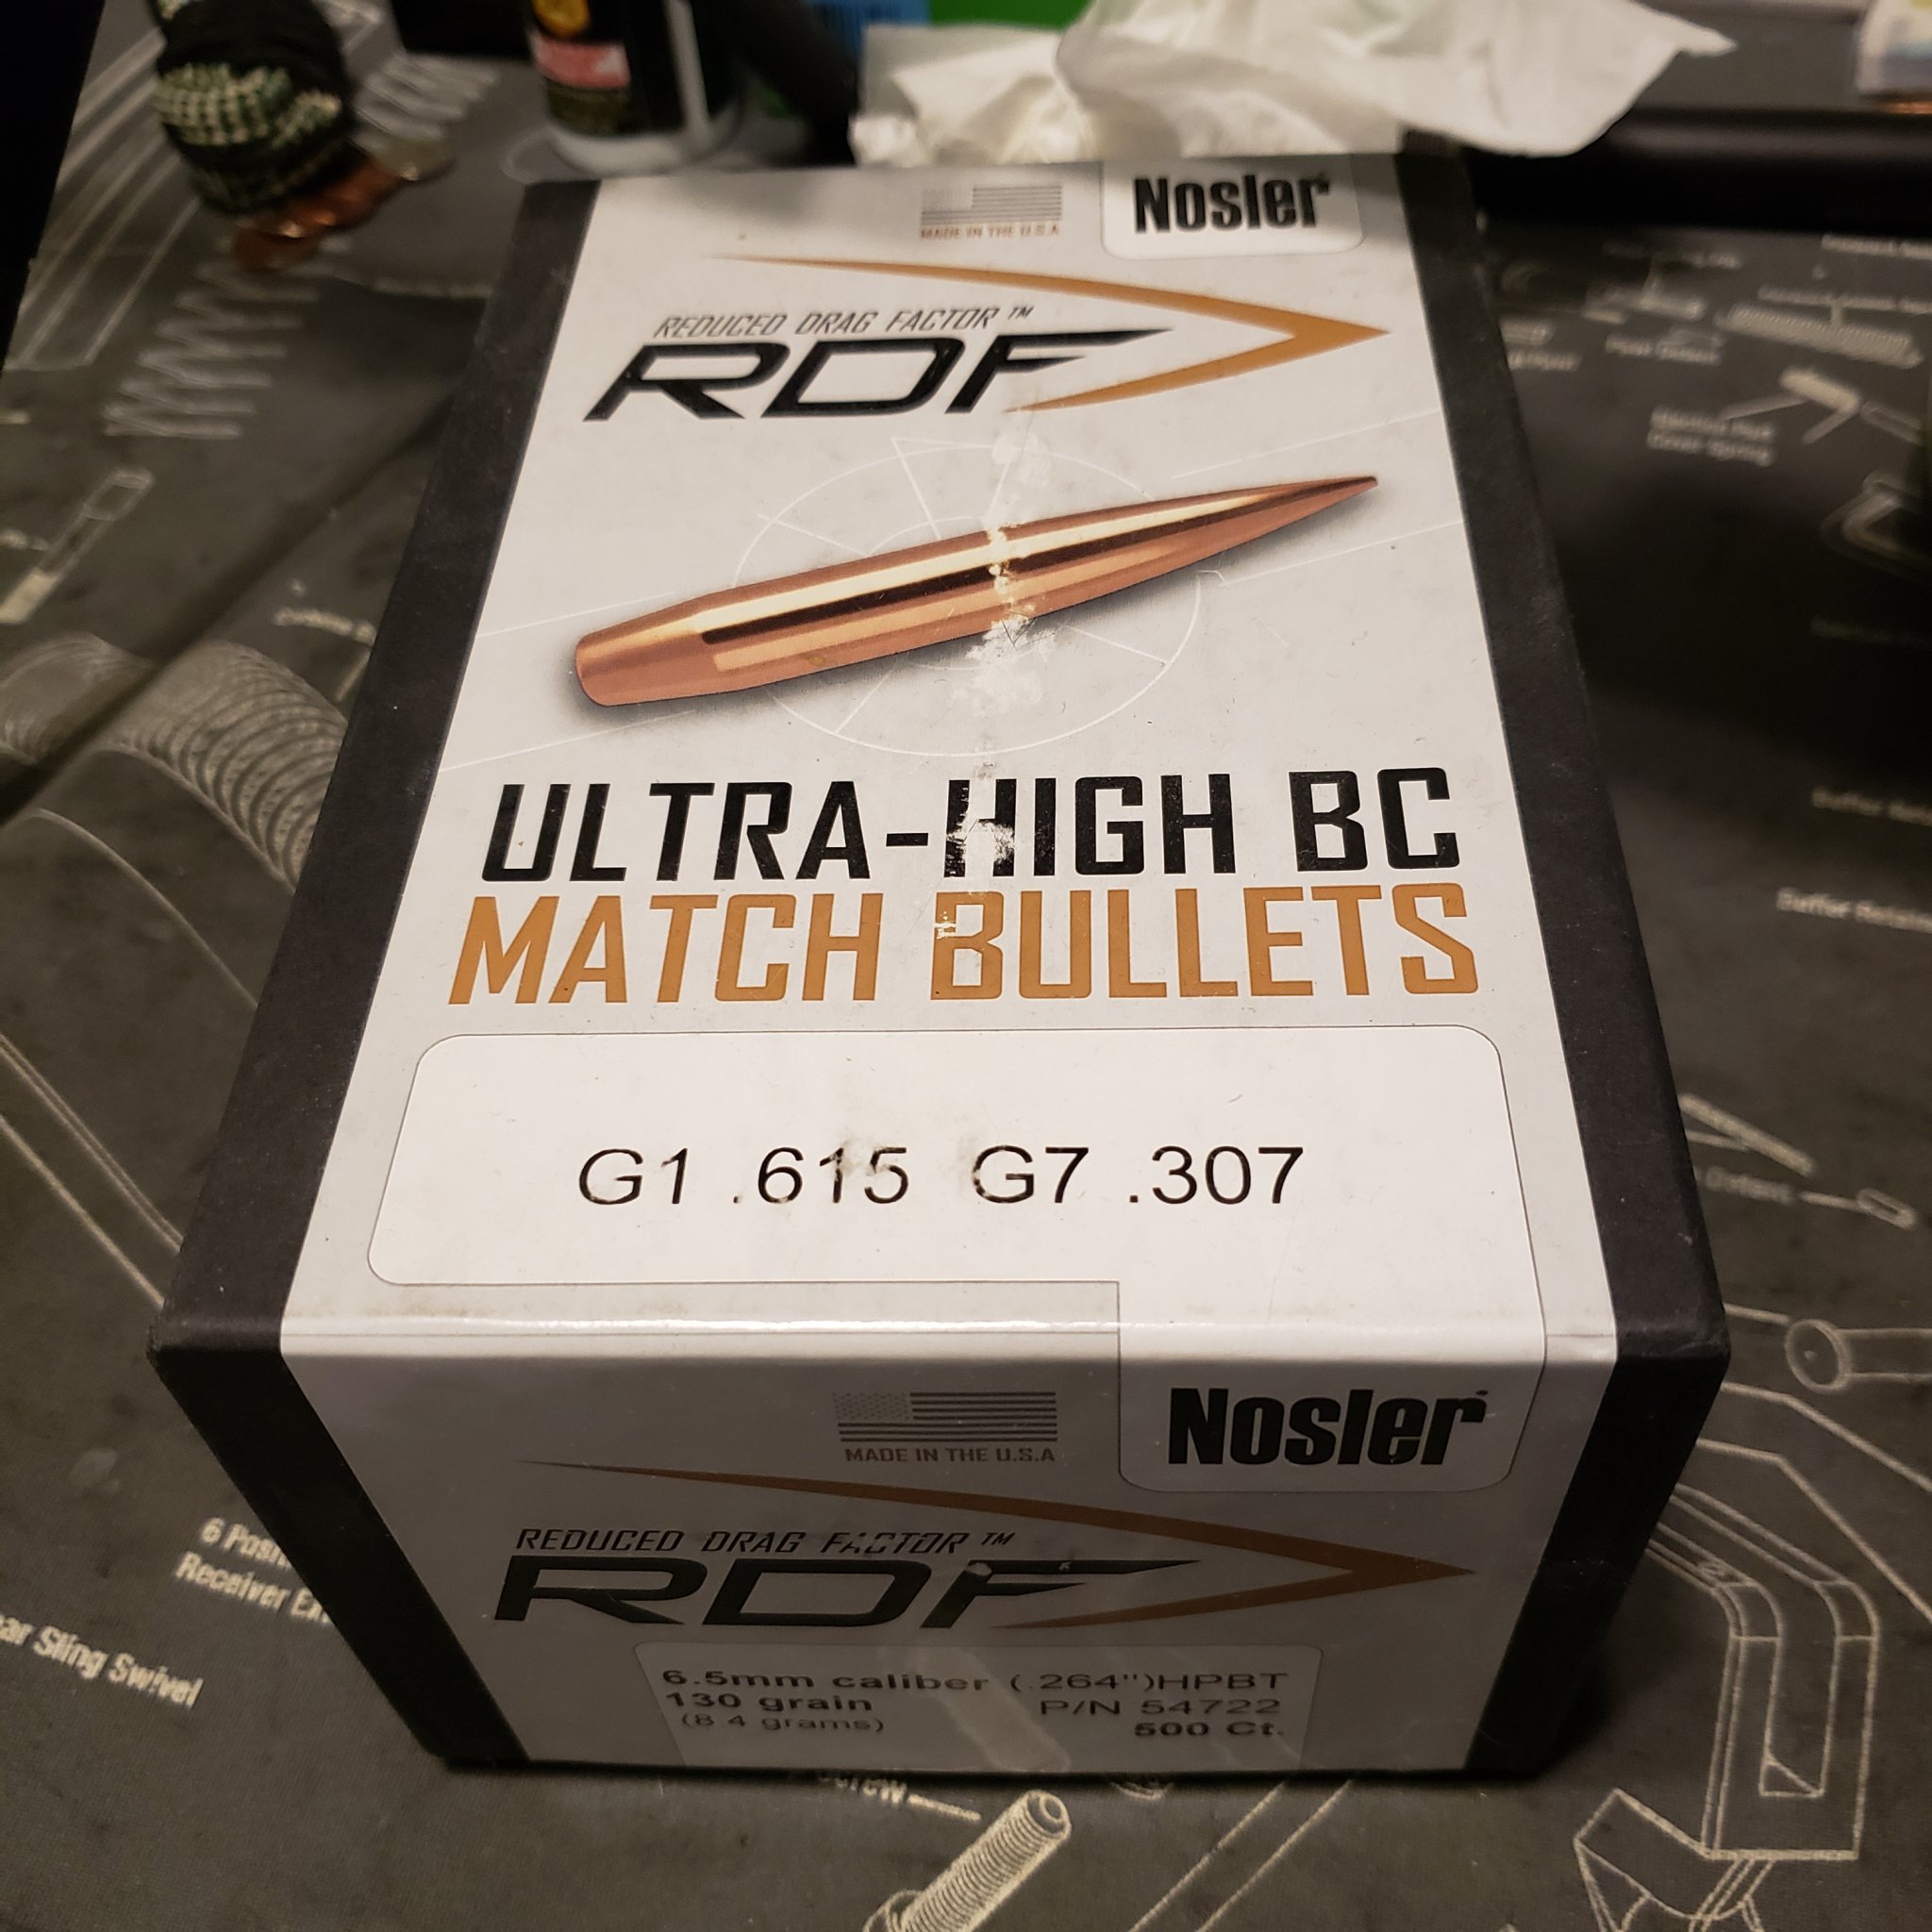 MADE IN THE U.S.A
Nosler
REDUCED DRAG FACTOR™
RDF
ULTRA-HIGH BC
MATCH BULLETS
G1 .615 G7 .307
MADE IN THE U.S.A
Nosler
REDUCED DRAG FACTOR™
RDF
6.5mm caliber (.264")HPBT
130 grain P/N 54722
(8.4 grams) 500 Ct.
6
Receiver
Sling Swivel